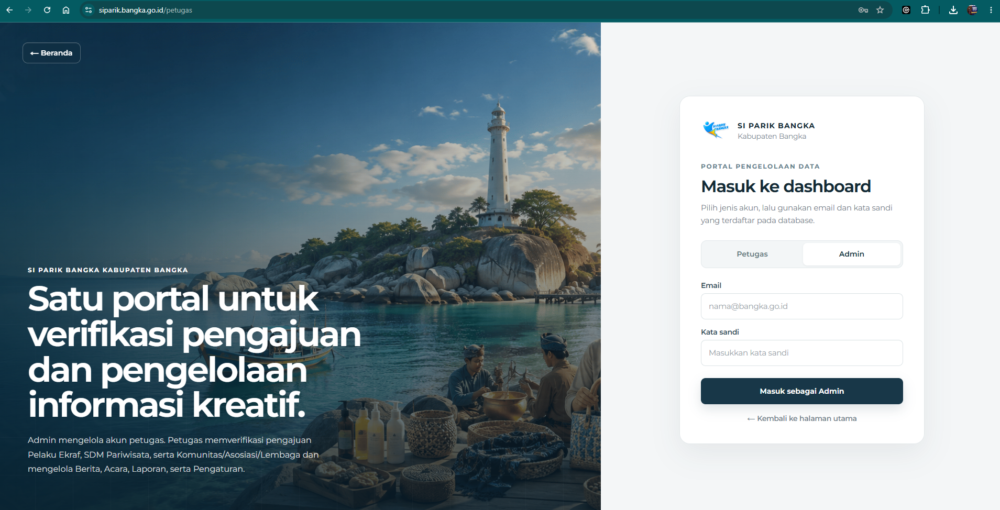 siparik.bangka.go.id/petugas
← Beranda
SI PARIK BANGKA KABUPATEN BANGKA
Satu portal untuk
verifikasi pengajuan
dan pengelolaan
informasi kreatif.
Admin mengelola akun petugas. Petugas memverifikasi pengajuan
Pelaku Ekraf, SDM Pariwisata, serta Komunitas/Asosiasi/Lembaga dan
mengelola Berita, Acara, Laporan, serta Pengaturan.
SI PARIK
BANGKA
SI PARIK BANGKA
Kabupaten Bangka
PORTAL PENGELOLAAN DATA
Masuk ke dashboard
Pilih jenis akun, lalu gunakan email dan kata sandi
yang terdaftar pada database.
Petugas Admin
Email
nama@bangka.go.id
Kata sandi
Masukkan kata sandi
Masuk sebagai Admin
← Kembali ke halaman utama